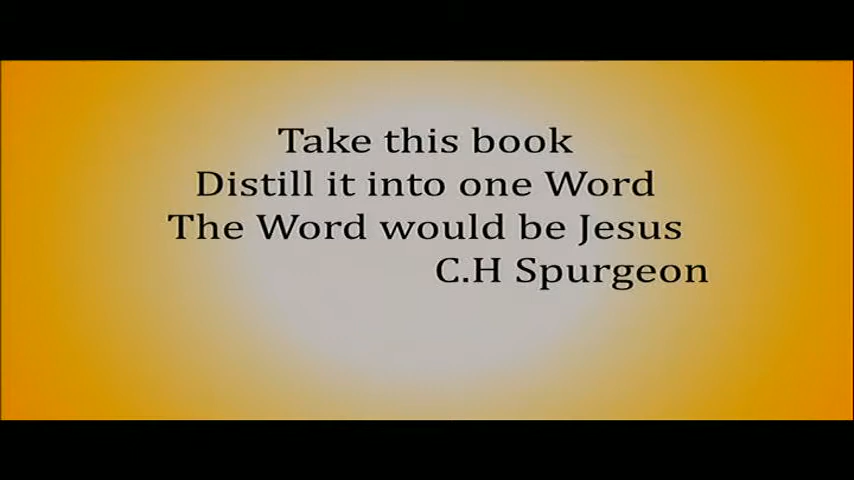 Take this book
Distill it into one Word
The Word would be Jesus
C.H Spurgeon